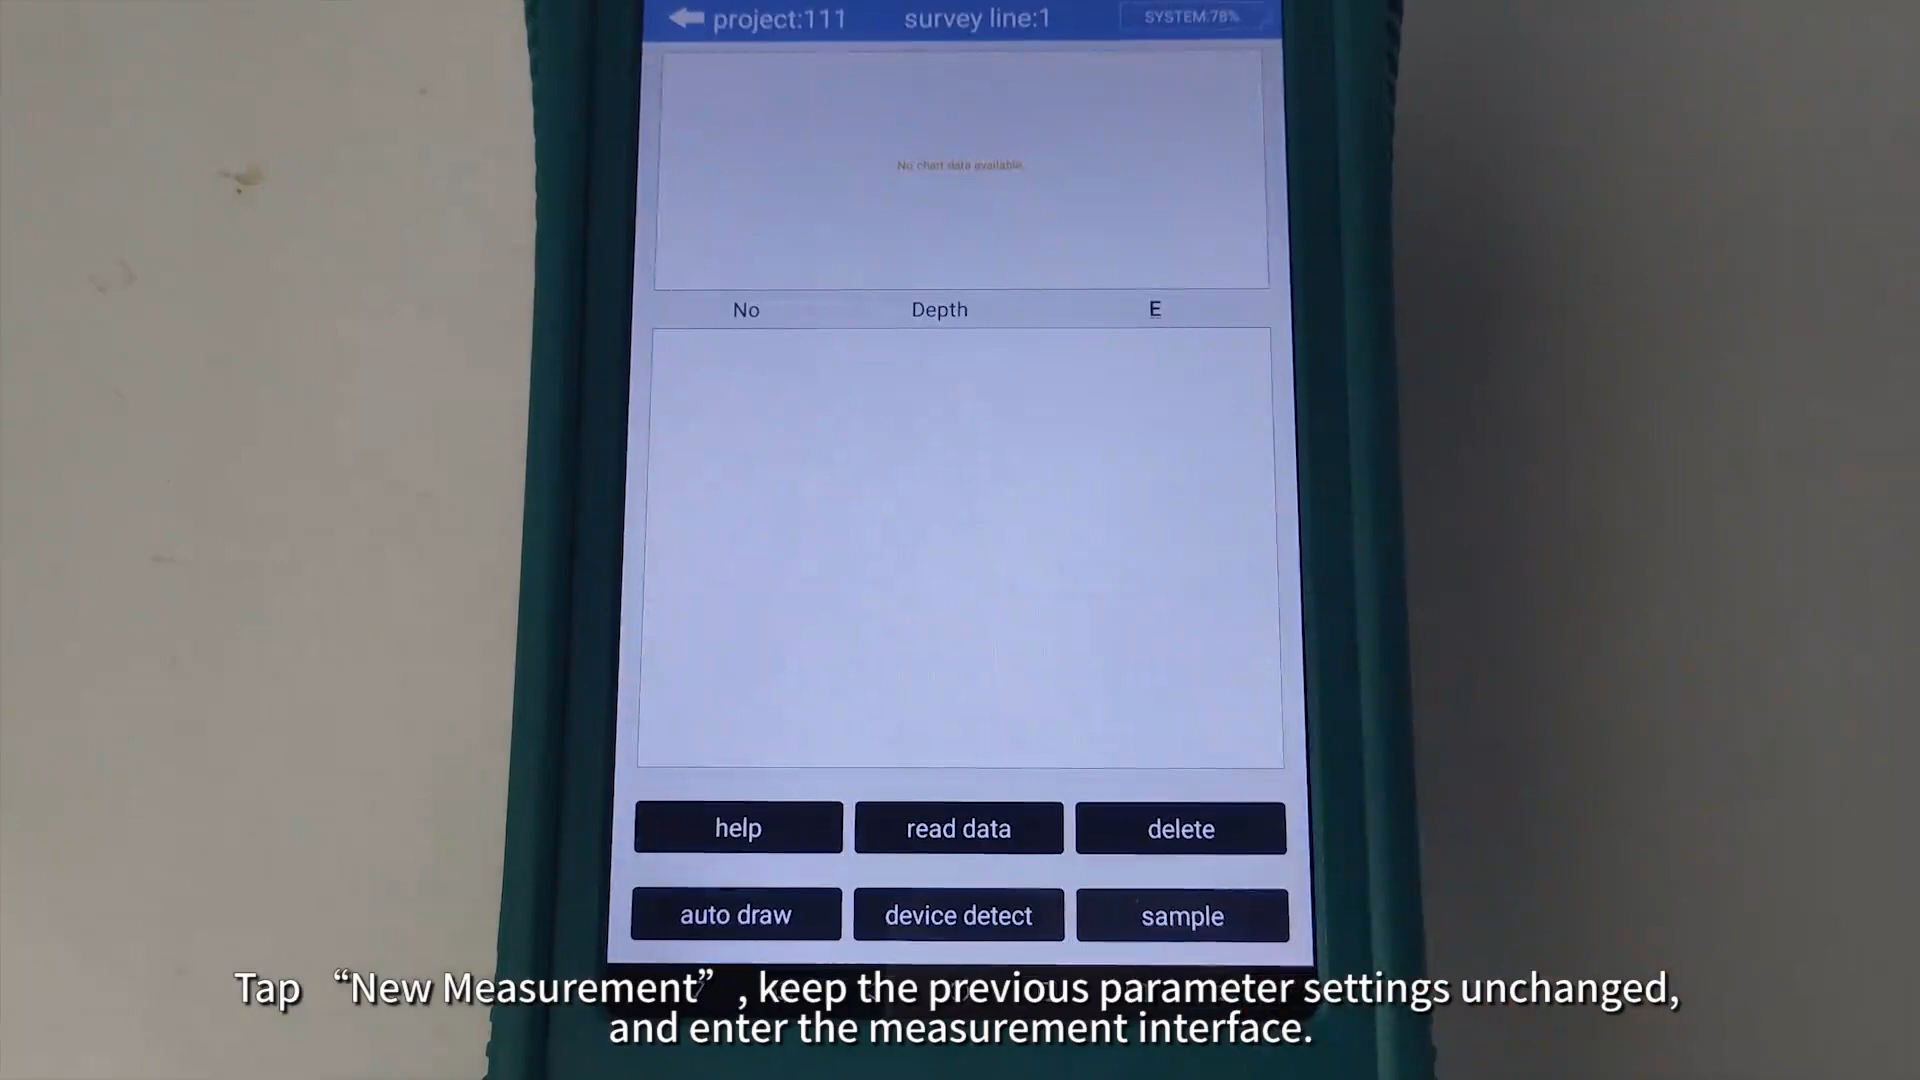 project:111 survey line:1 SYSTEM:78%
No chart data available.
No Depth E
help read data delete
auto draw device detect sample
Tap “New Measurement”, keep the previous parameter settings unchanged,
and enter the measurement interface.